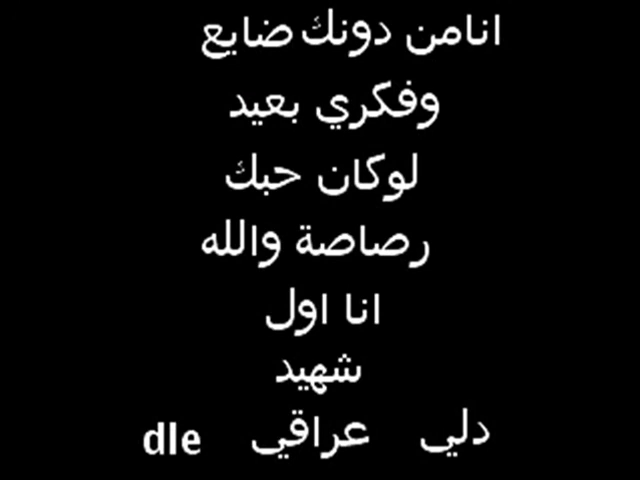 انامن دونك ضايع
وفكري بعيد
لوكان حبك
رصاصة والله
انا اول
شهيد
دلي عراقي dle